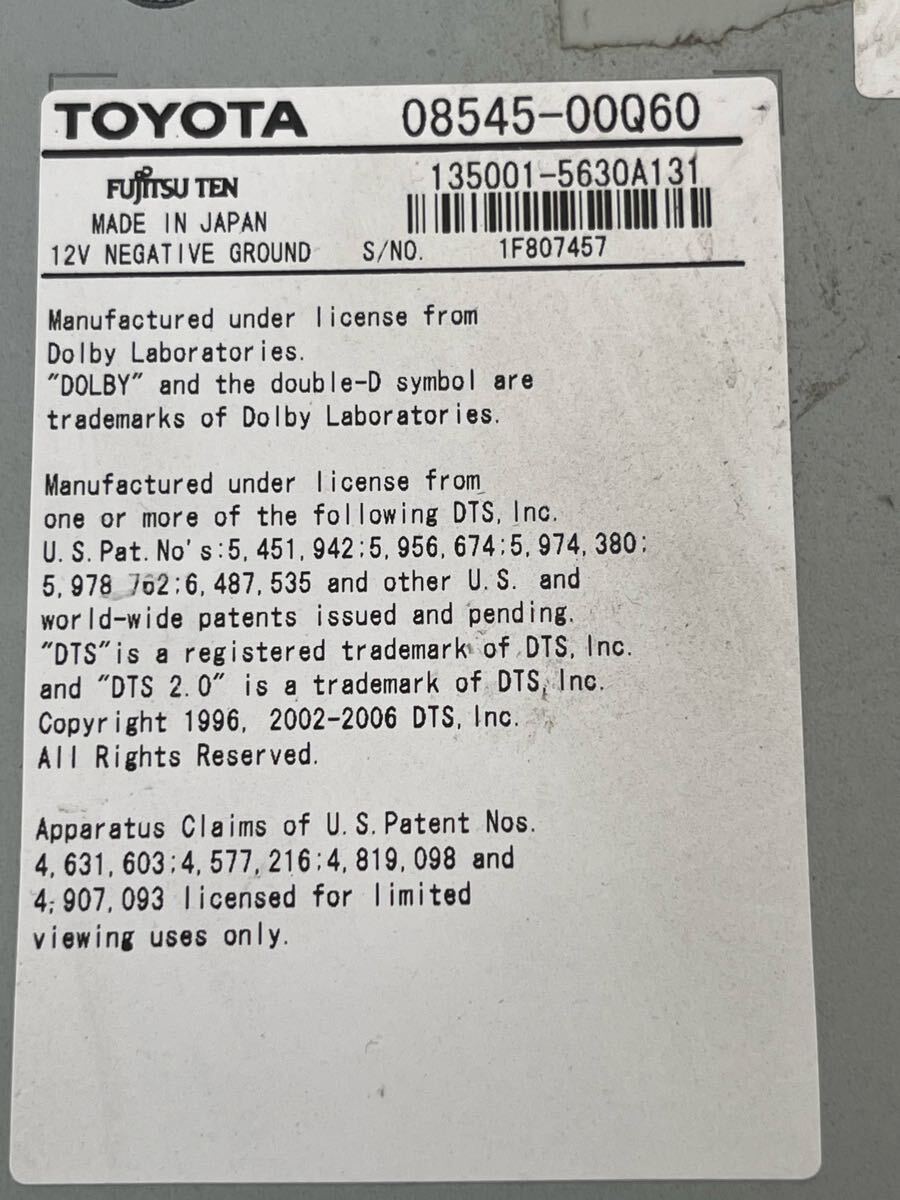 TOYOTA 08545-00Q60
FUJITSU TEN 135001-5630A131
MADE IN JAPAN
12V NEGATIVE GROUND S/NO. 1F807457
Manufactured under license from
Dolby Laboratories.
"DOLBY" and the double-D symbol are
trademarks of Dolby Laboratories.
Manufactured under license from
one or more of the following DTS, Inc.
U.S.Pat.No's:5,451,942;5,956,674;5,974,380;
5,978,762;6,487,535 and other U.S. and
world-wide patents issued and pending.
"DTS"is a registered trademark of DTS, Inc.
and "DTS 2.0" is a trademark of DTS, Inc.
Copyright 1996, 2002-2006 DTS, Inc.
All Rights Reserved.
Apparatus Claims of U.S.Patent Nos.
4,631,603;4,577,216;4,819,098 and
4,907,093 licensed for limited
viewing uses only.